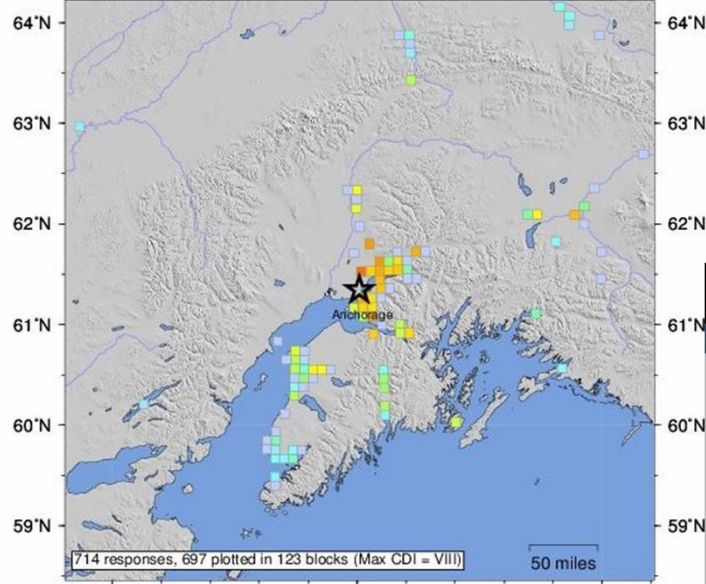 64°N 64°N
63°N 63°N
62°N 62°N
61°N 61°N
Anchorage
60°N 60°N
59°N 59°N
714 responses, 697 plotted in 123 blocks (Max CDI = VIII)
50 miles